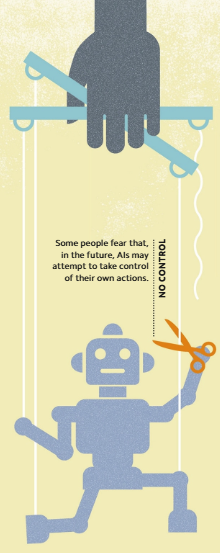 Some people fear that,
in the future, AIs may
attempt to take control
of their own actions.
NO CONTROL